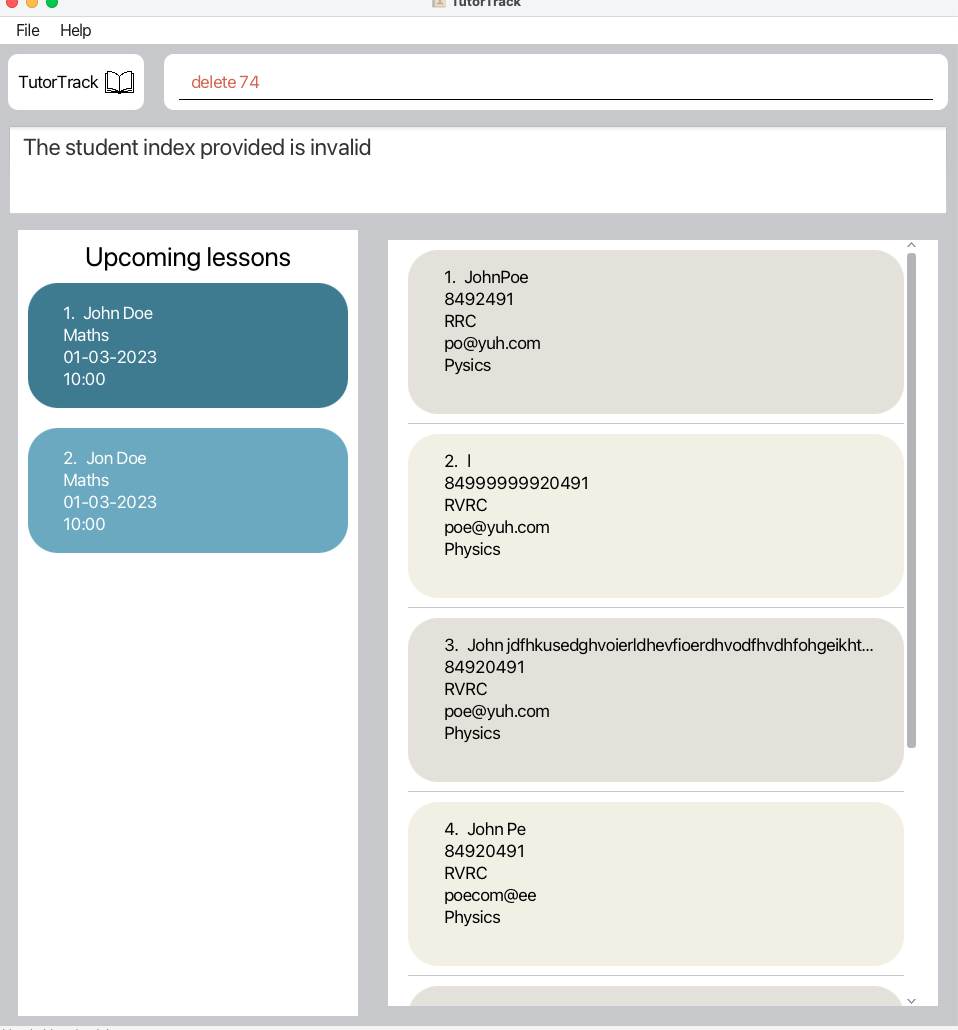 TutorTrack
File Help
TutorTrack
delete 74
The student index provided is invalid
Upcoming lessons
1. John Doe
Maths
01-03-2023
10:00
2. Jon Doe
Maths
01-03-2023
10:00
1. JohnPoe
8492491
RRC
po@yuh.com
Pysics
2. l
84999999920491
RVRC
poe@yuh.com
Physics
3. John jdfhkusedghvoierldhevfioerdhvodfhvdhfohgeikht...
84920491
RVRC
poe@yuh.com
Physics
4. John Pe
84920491
RVRC
poecom@ee
Physics